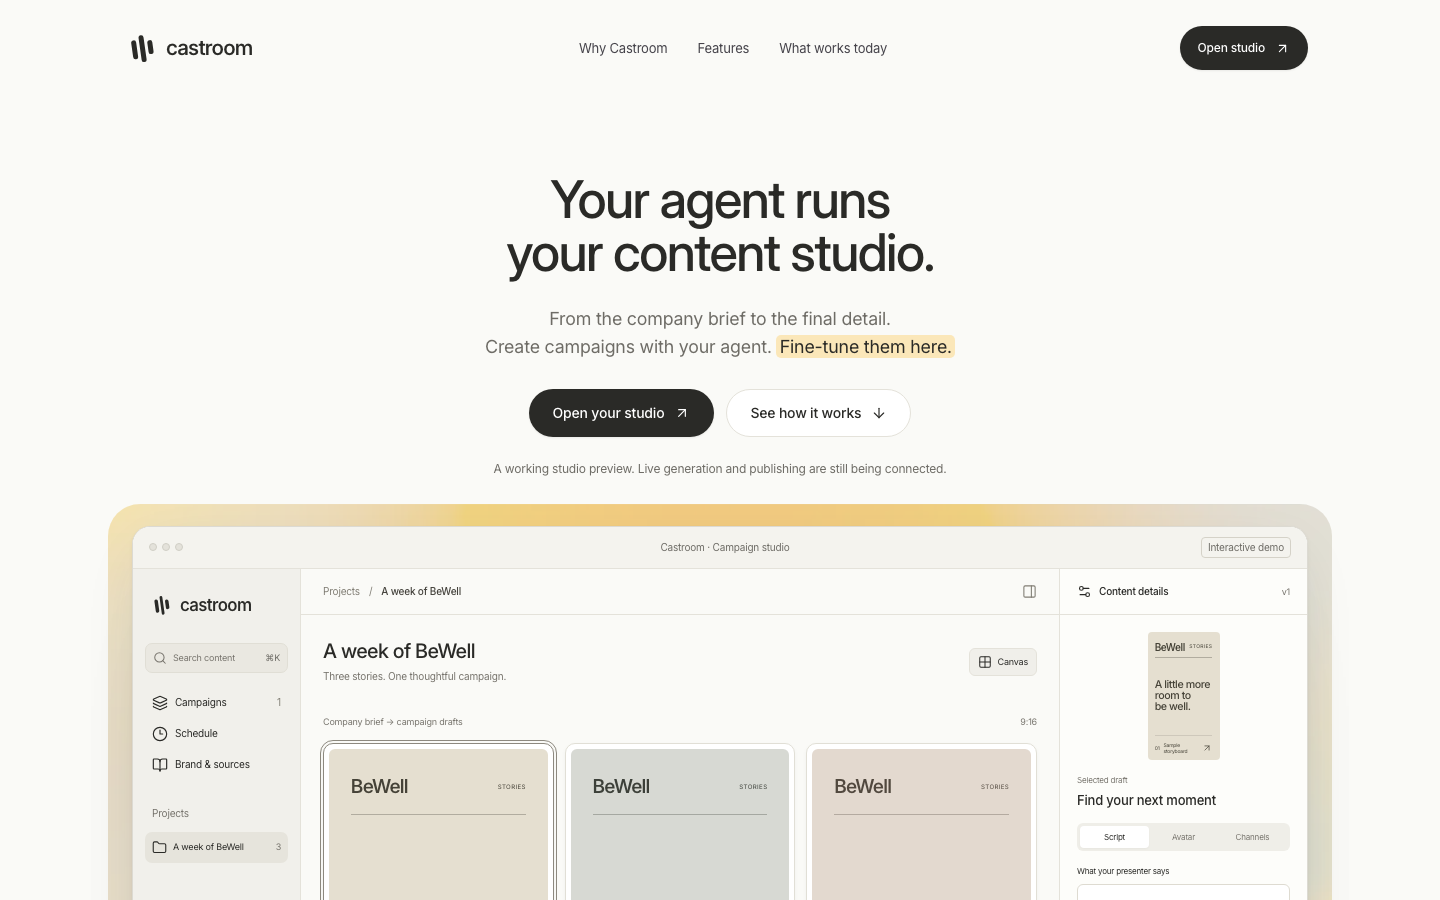 castroom
Why Castroom
Features
What works today
Open studio
Your agent runs
your content studio.
From the company brief to the final detail.
Create campaigns with your agent. Fine-tune them here.
Open your studio
See how it works
A working studio preview. Live generation and publishing are still being connected.
Castroom · Campaign studio
Interactive demo
castroom
Search content ⌘K
Campaigns 1
Schedule
Brand & sources
Projects
A week of BeWell 3
Projects / A week of BeWell
A week of BeWell
Three stories. One thoughtful campaign.
Canvas
Company brief → campaign drafts
9:16
BeWell STORIES
BeWell STORIES
BeWell STORIES
Content details
v1
BeWell STORIES
A little more
room to
be well.
01 Sample
storyboard
Selected draft
Find your next moment
Script
Avatar
Channels
What your presenter says